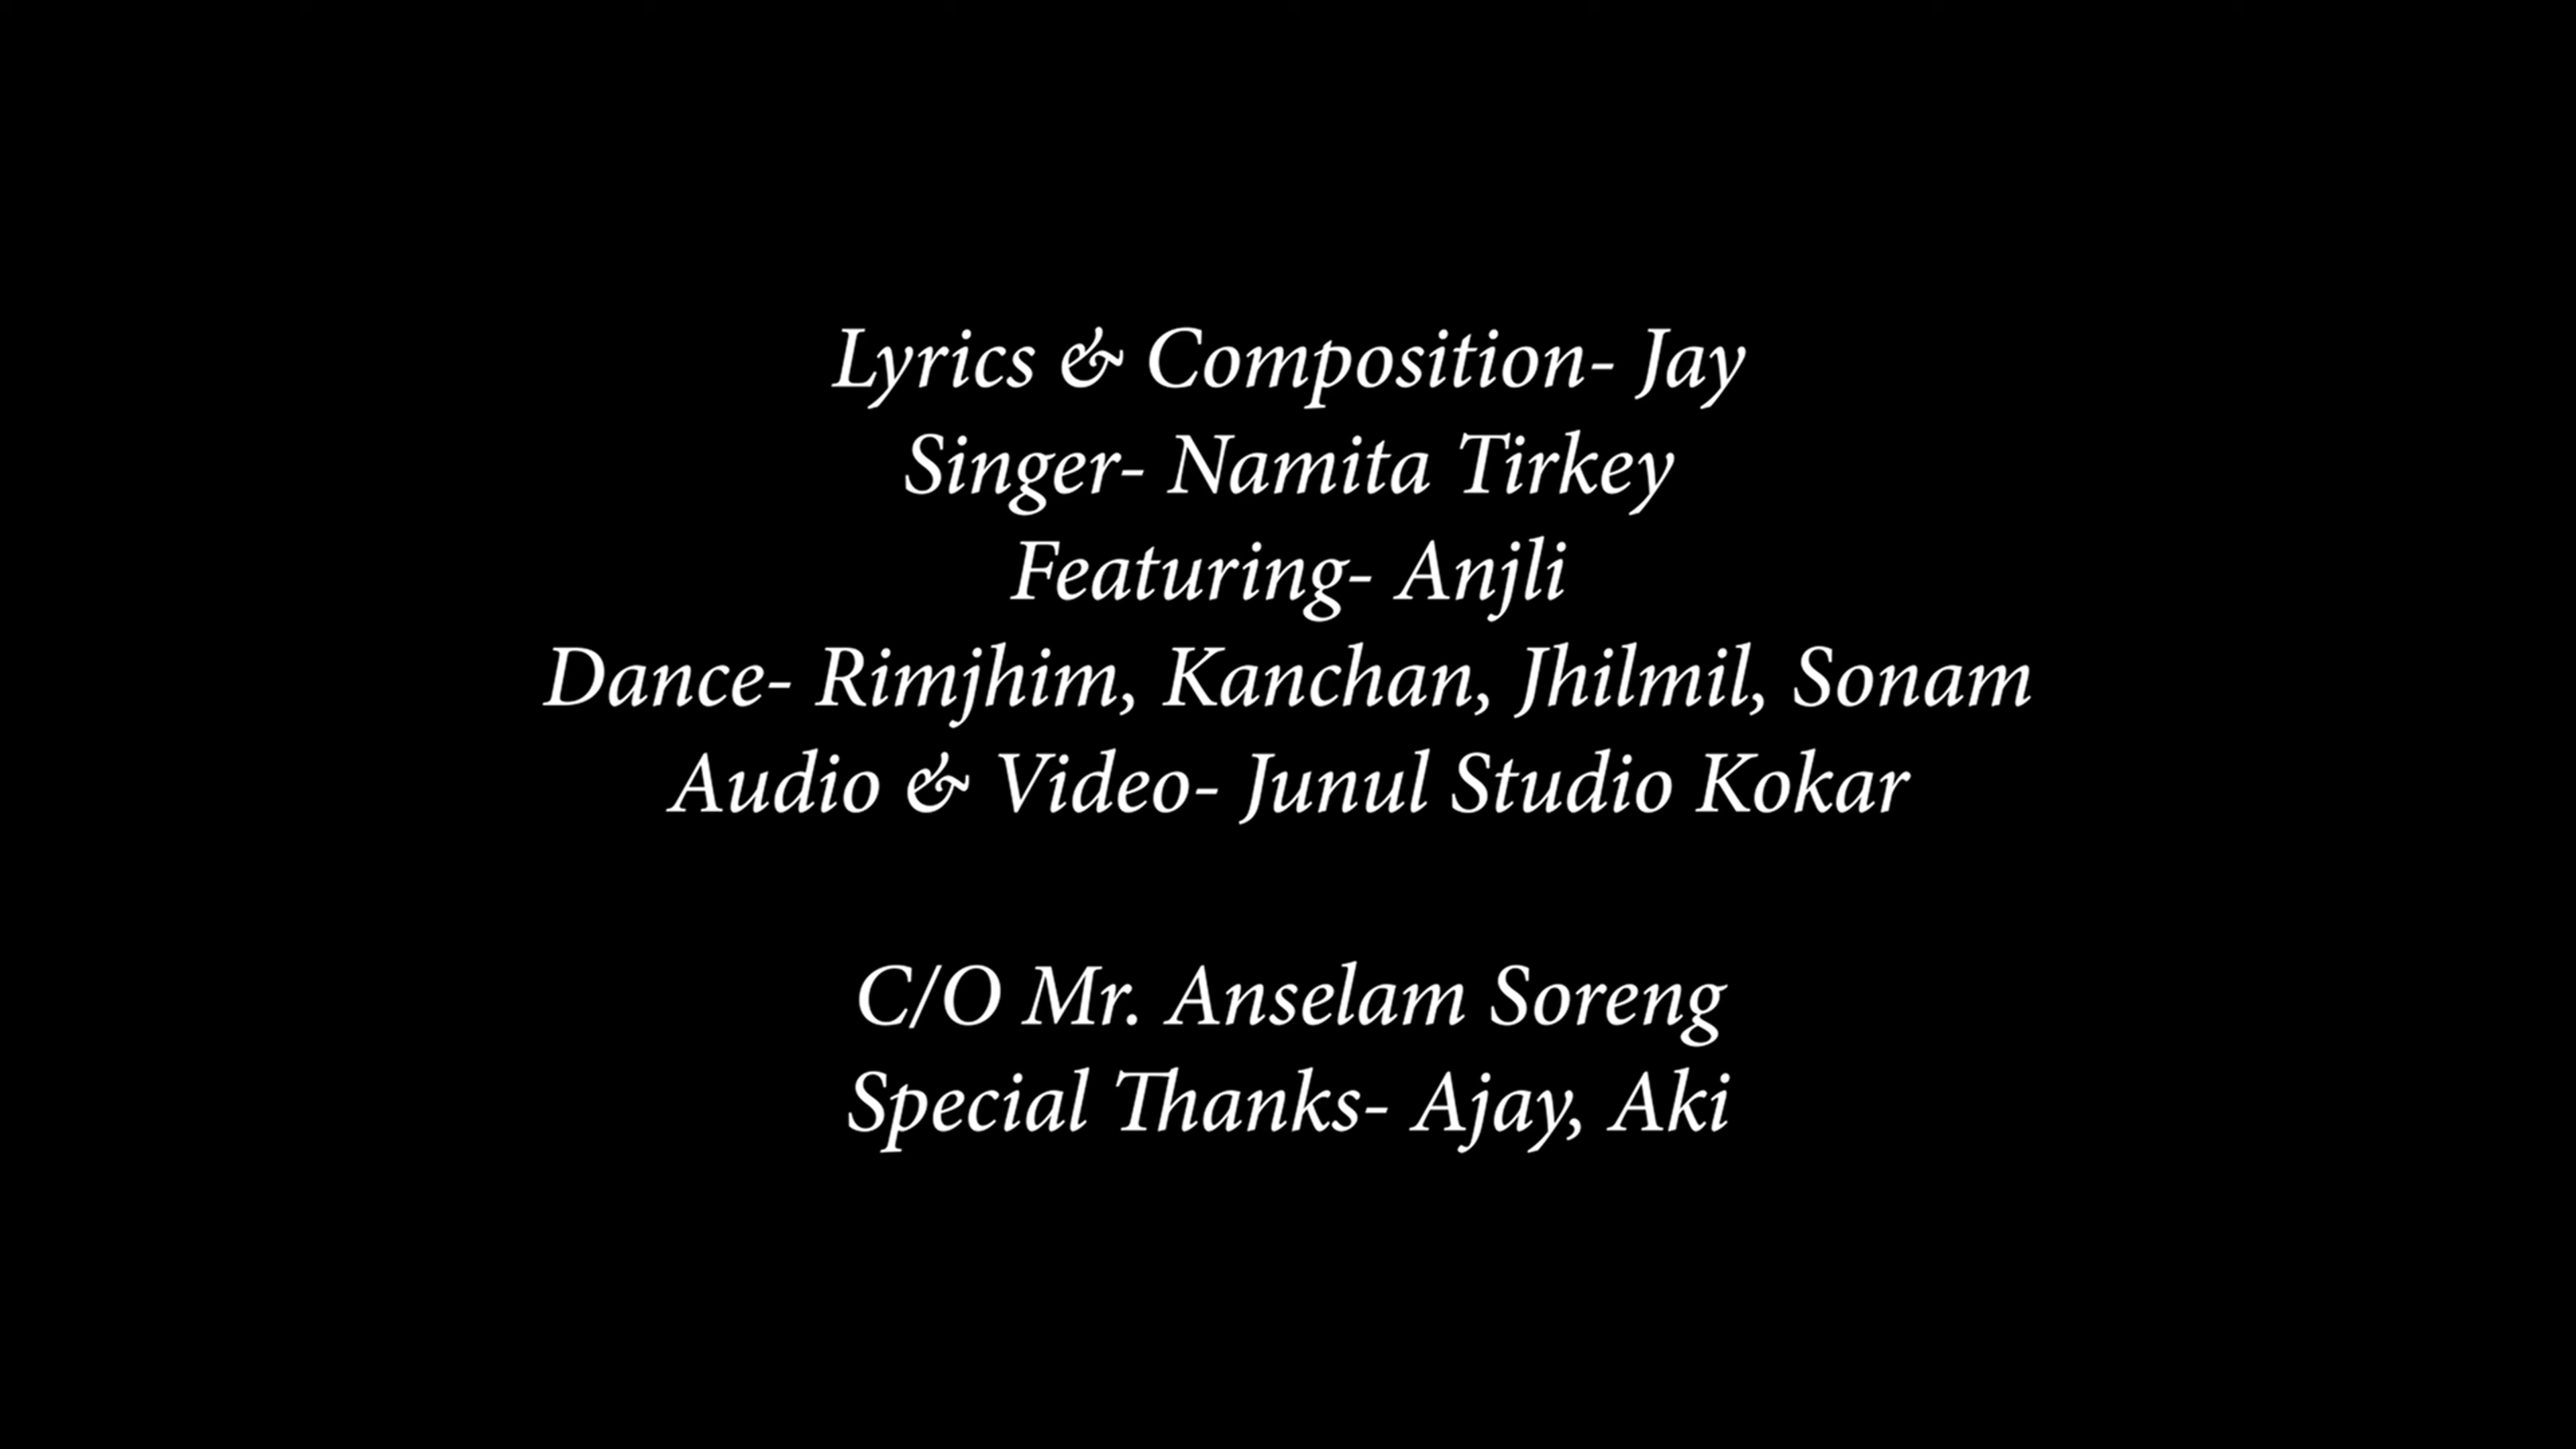 Lyrics & Composition- Jay
Singer- Namita Tirkey
Featuring- Anjli
Dance- Rimjhim, Kanchan, Jhilmil, Sonam
Audio & Video- Junul Studio Kokar
C/O Mr. Anselam Soreng
Special Thanks- Ajay, Aki